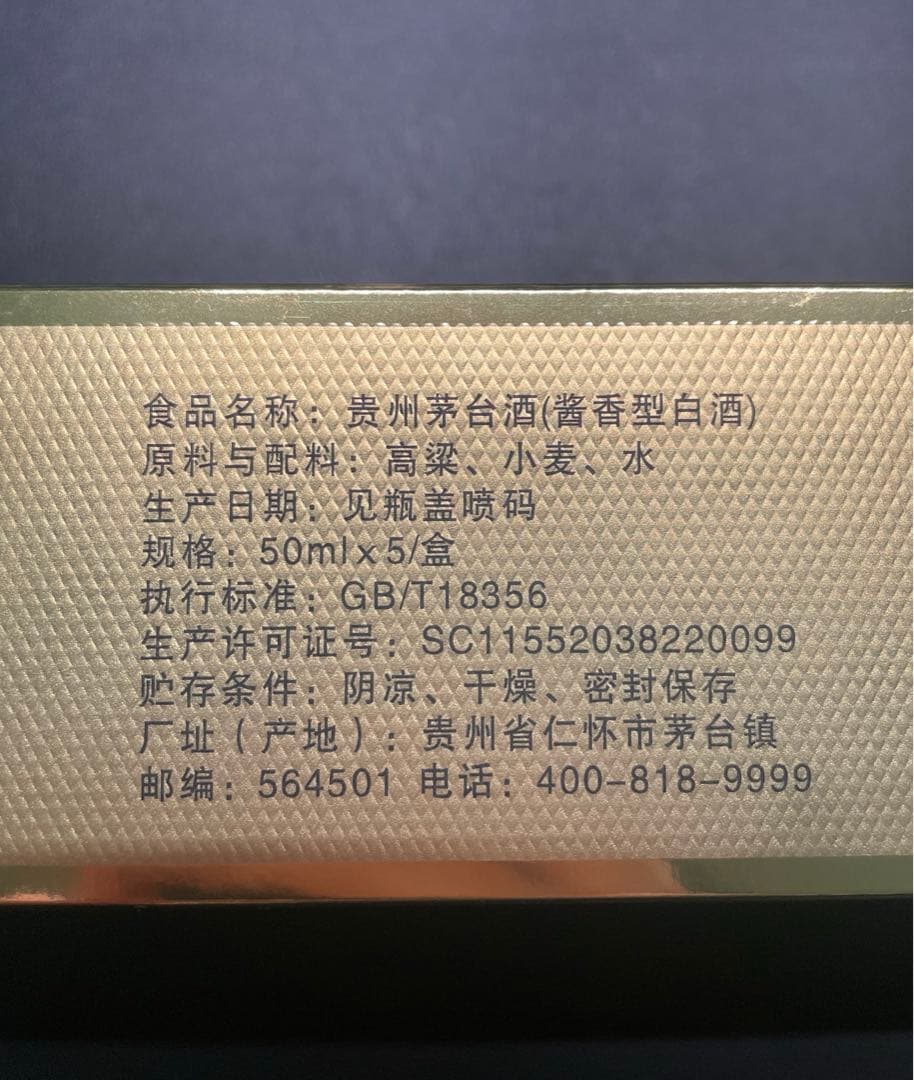 食品名称：贵州茅台酒(酱香型白酒)
原料与配料：高粱、小麦、水
生产日期：见瓶盖喷码
规格：50ml×5/盒
执行标准：GB/T18356
生产许可证号：SC11552038220099
贮存条件：阴凉、干燥、密封保存
厂址（产地）：贵州省仁怀市茅台镇
邮编：564501 电话：400-818-9999